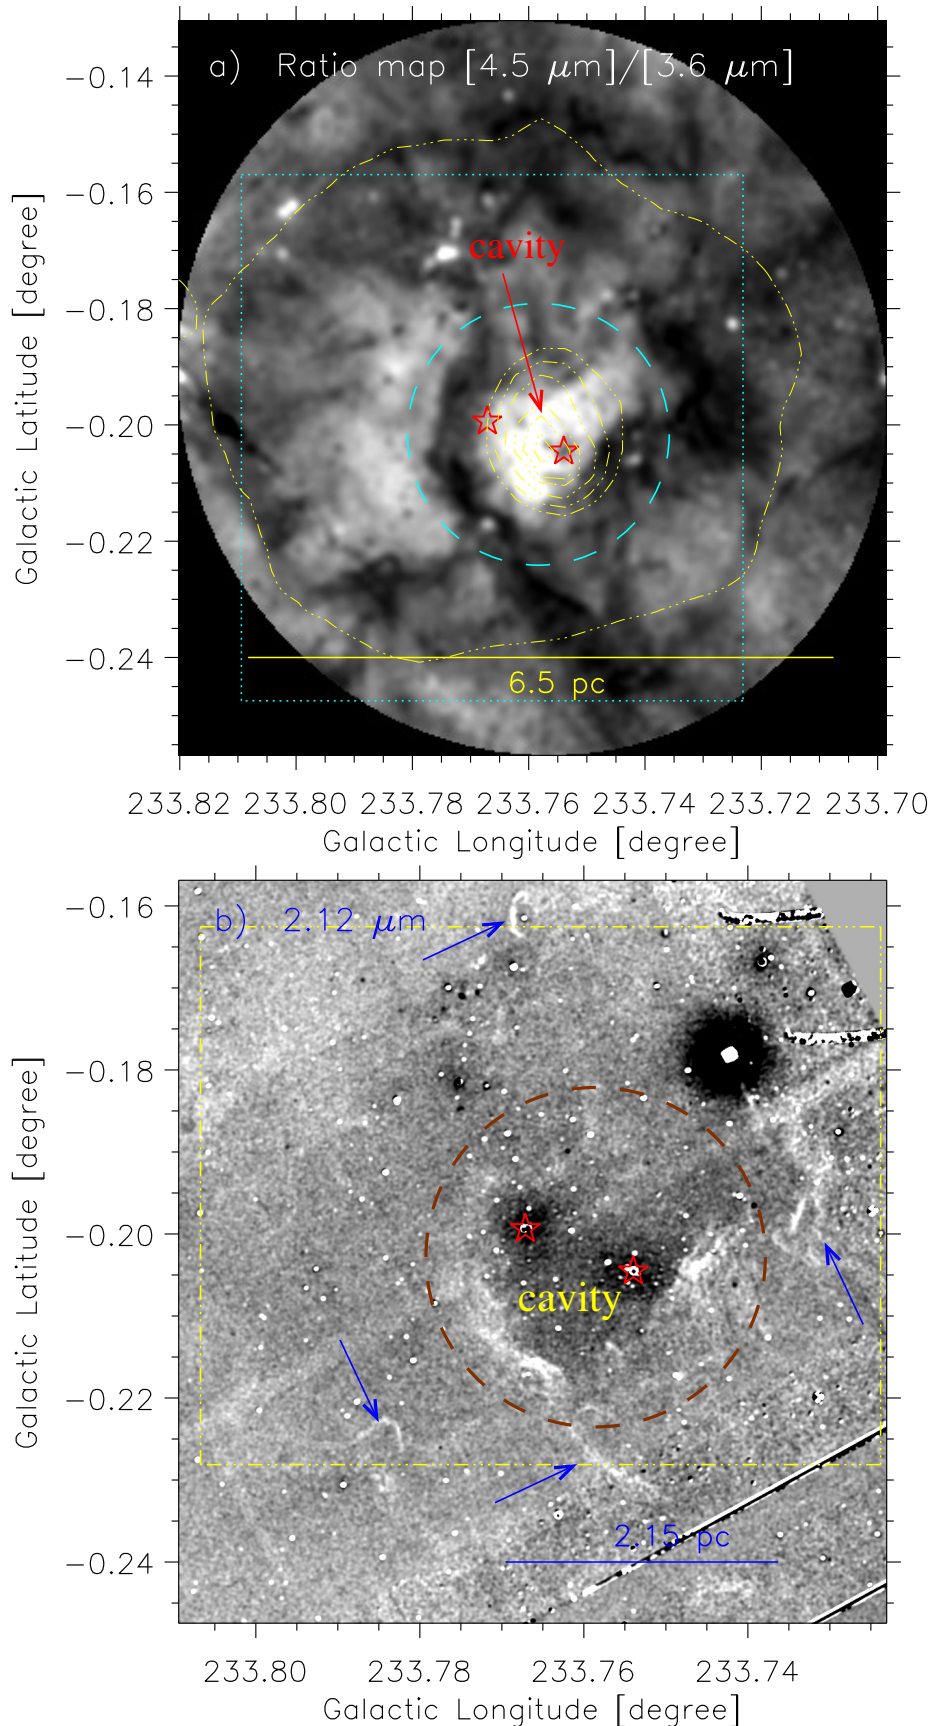 a) Ratio map [4.5 μm]/[3.6 μm]
−0.14
−0.16
cavity
−0.18
−0.20
−0.22
−0.24
6.5 pc
Galactic Latitude [degree]
233.82 233.80 233.78 233.76 233.74 233.72 233.70
Galactic Longitude [degree]
b) 2.12 μm
−0.16
−0.18
−0.20
cavity
−0.22
2.15 pc
−0.24
Galactic Latitude [degree]
233.80 233.78 233.76 233.74
Galactic Longitude [degree]